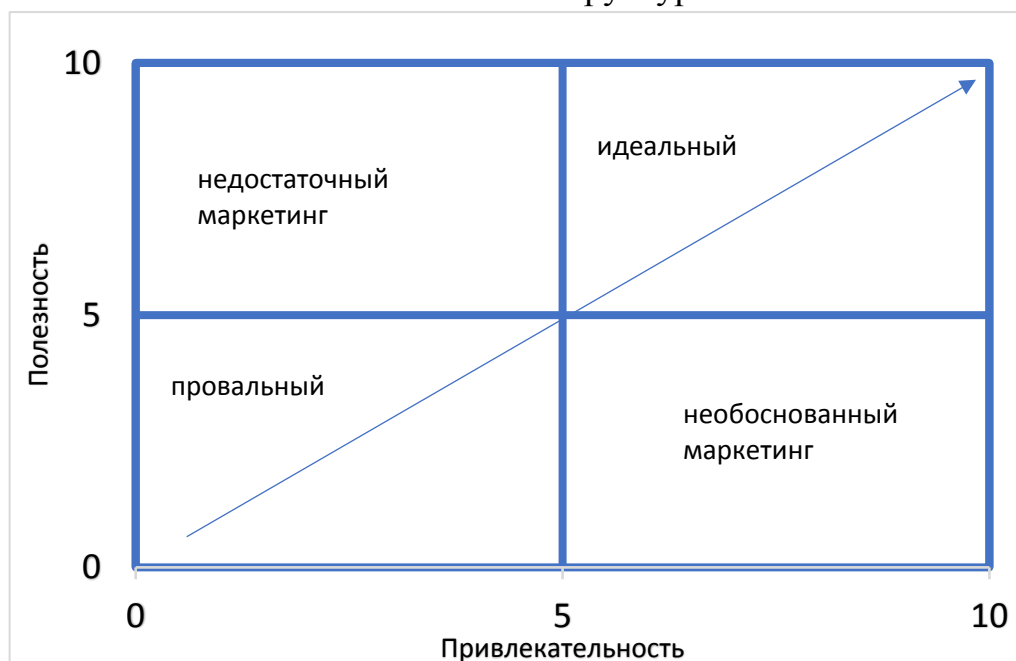 10
идеальный
недостаточный
маркетинг
Полезность
5
провальный
необоснованный
маркетинг
0
0 5 10
Привлекательность